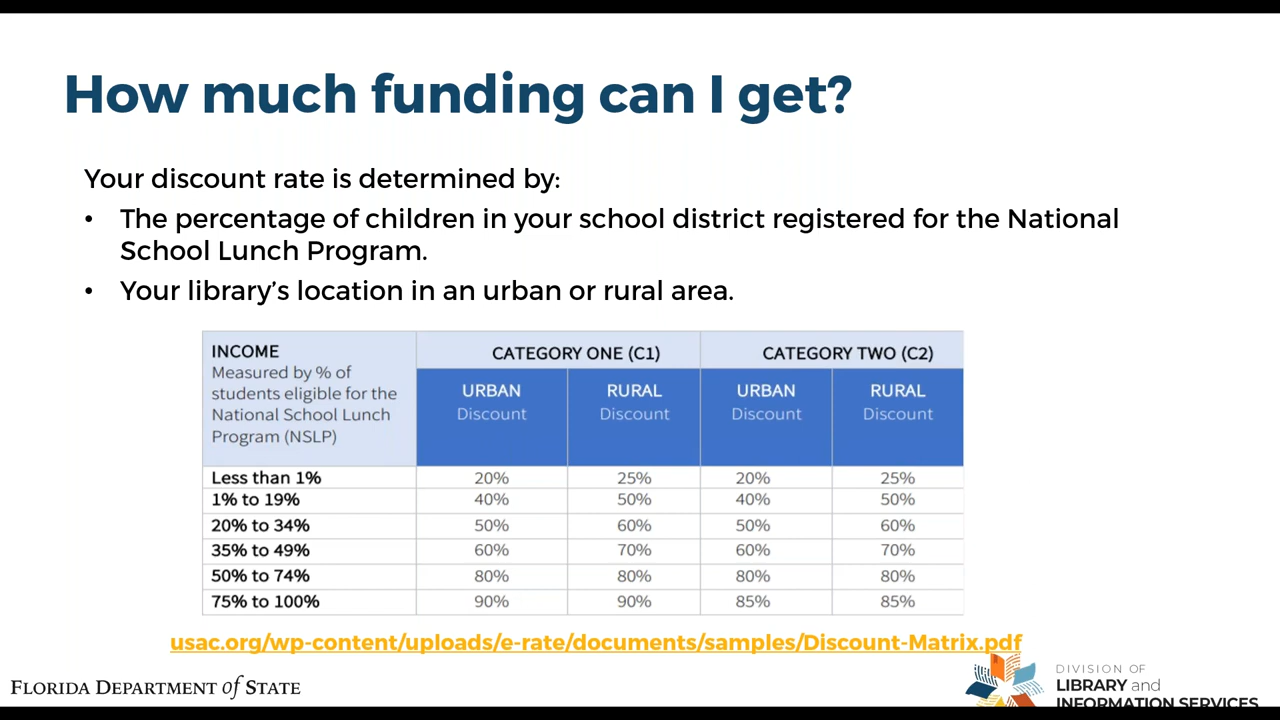 How much funding can I get?
Your discount rate is determined by:
• The percentage of children in your school district registered for the National
School Lunch Program.
• Your library’s location in an urban or rural area.
INCOME
Measured by % of
students eligible for the
National School Lunch
Program (NSLP)
CATEGORY ONE (C1) CATEGORY TWO (C2)
URBAN RURAL URBAN RURAL
Discount Discount Discount Discount
Less than 1% 20% 25% 20% 25%
1% to 19% 40% 50% 40% 50%
20% to 34% 50% 60% 50% 60%
35% to 49% 60% 70% 60% 70%
50% to 74% 80% 80% 80% 80%
75% to 100% 90% 90% 85% 85%
usac.org/wp-content/uploads/e-rate/documents/samples/Discount-Matrix.pdf
FLORIDA DEPARTMENT of STATE
DIVISION OF
LIBRARY and
INFORMATION SERVICES